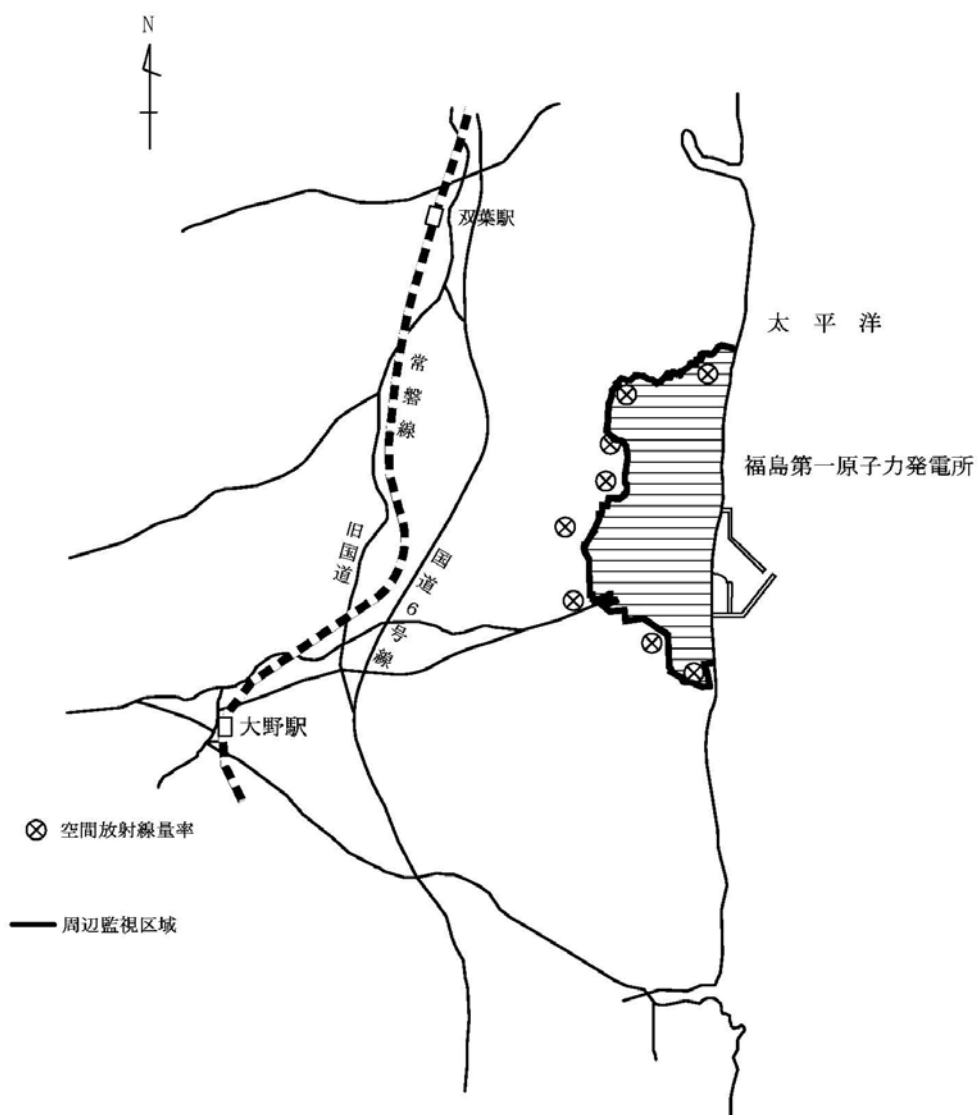 N
双葉駅
太平洋
常磐線
福島第一原子力発電所
旧国道
国道6号線
大野駅
空間放射線量率
周辺監視区域